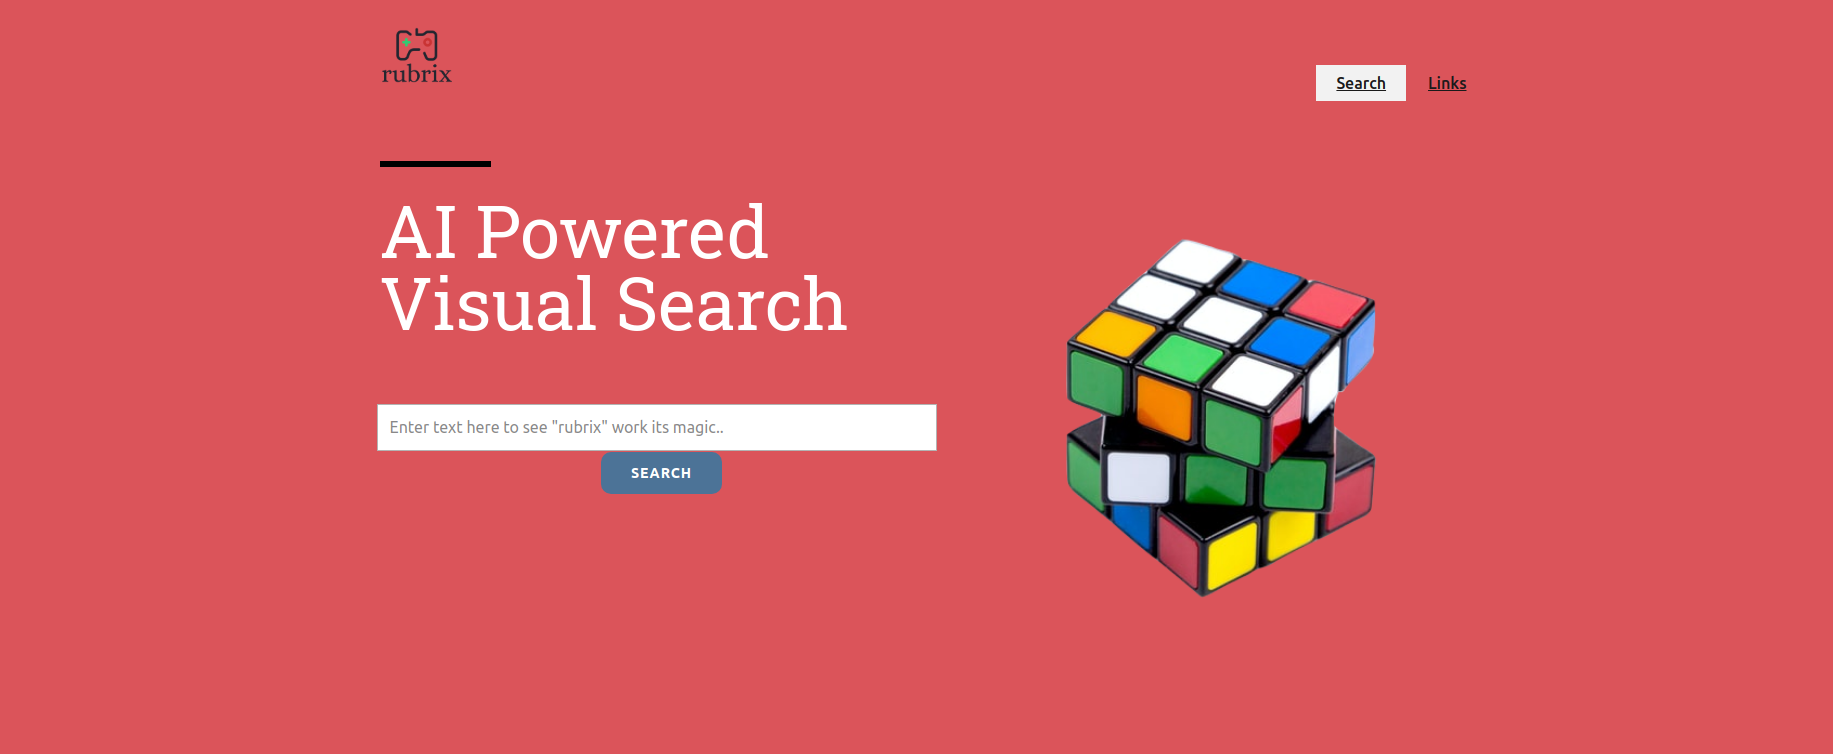 rubrix
Search Links
AI Powered
Visual Search
Enter text here to see "rubrix" work its magic..
SEARCH